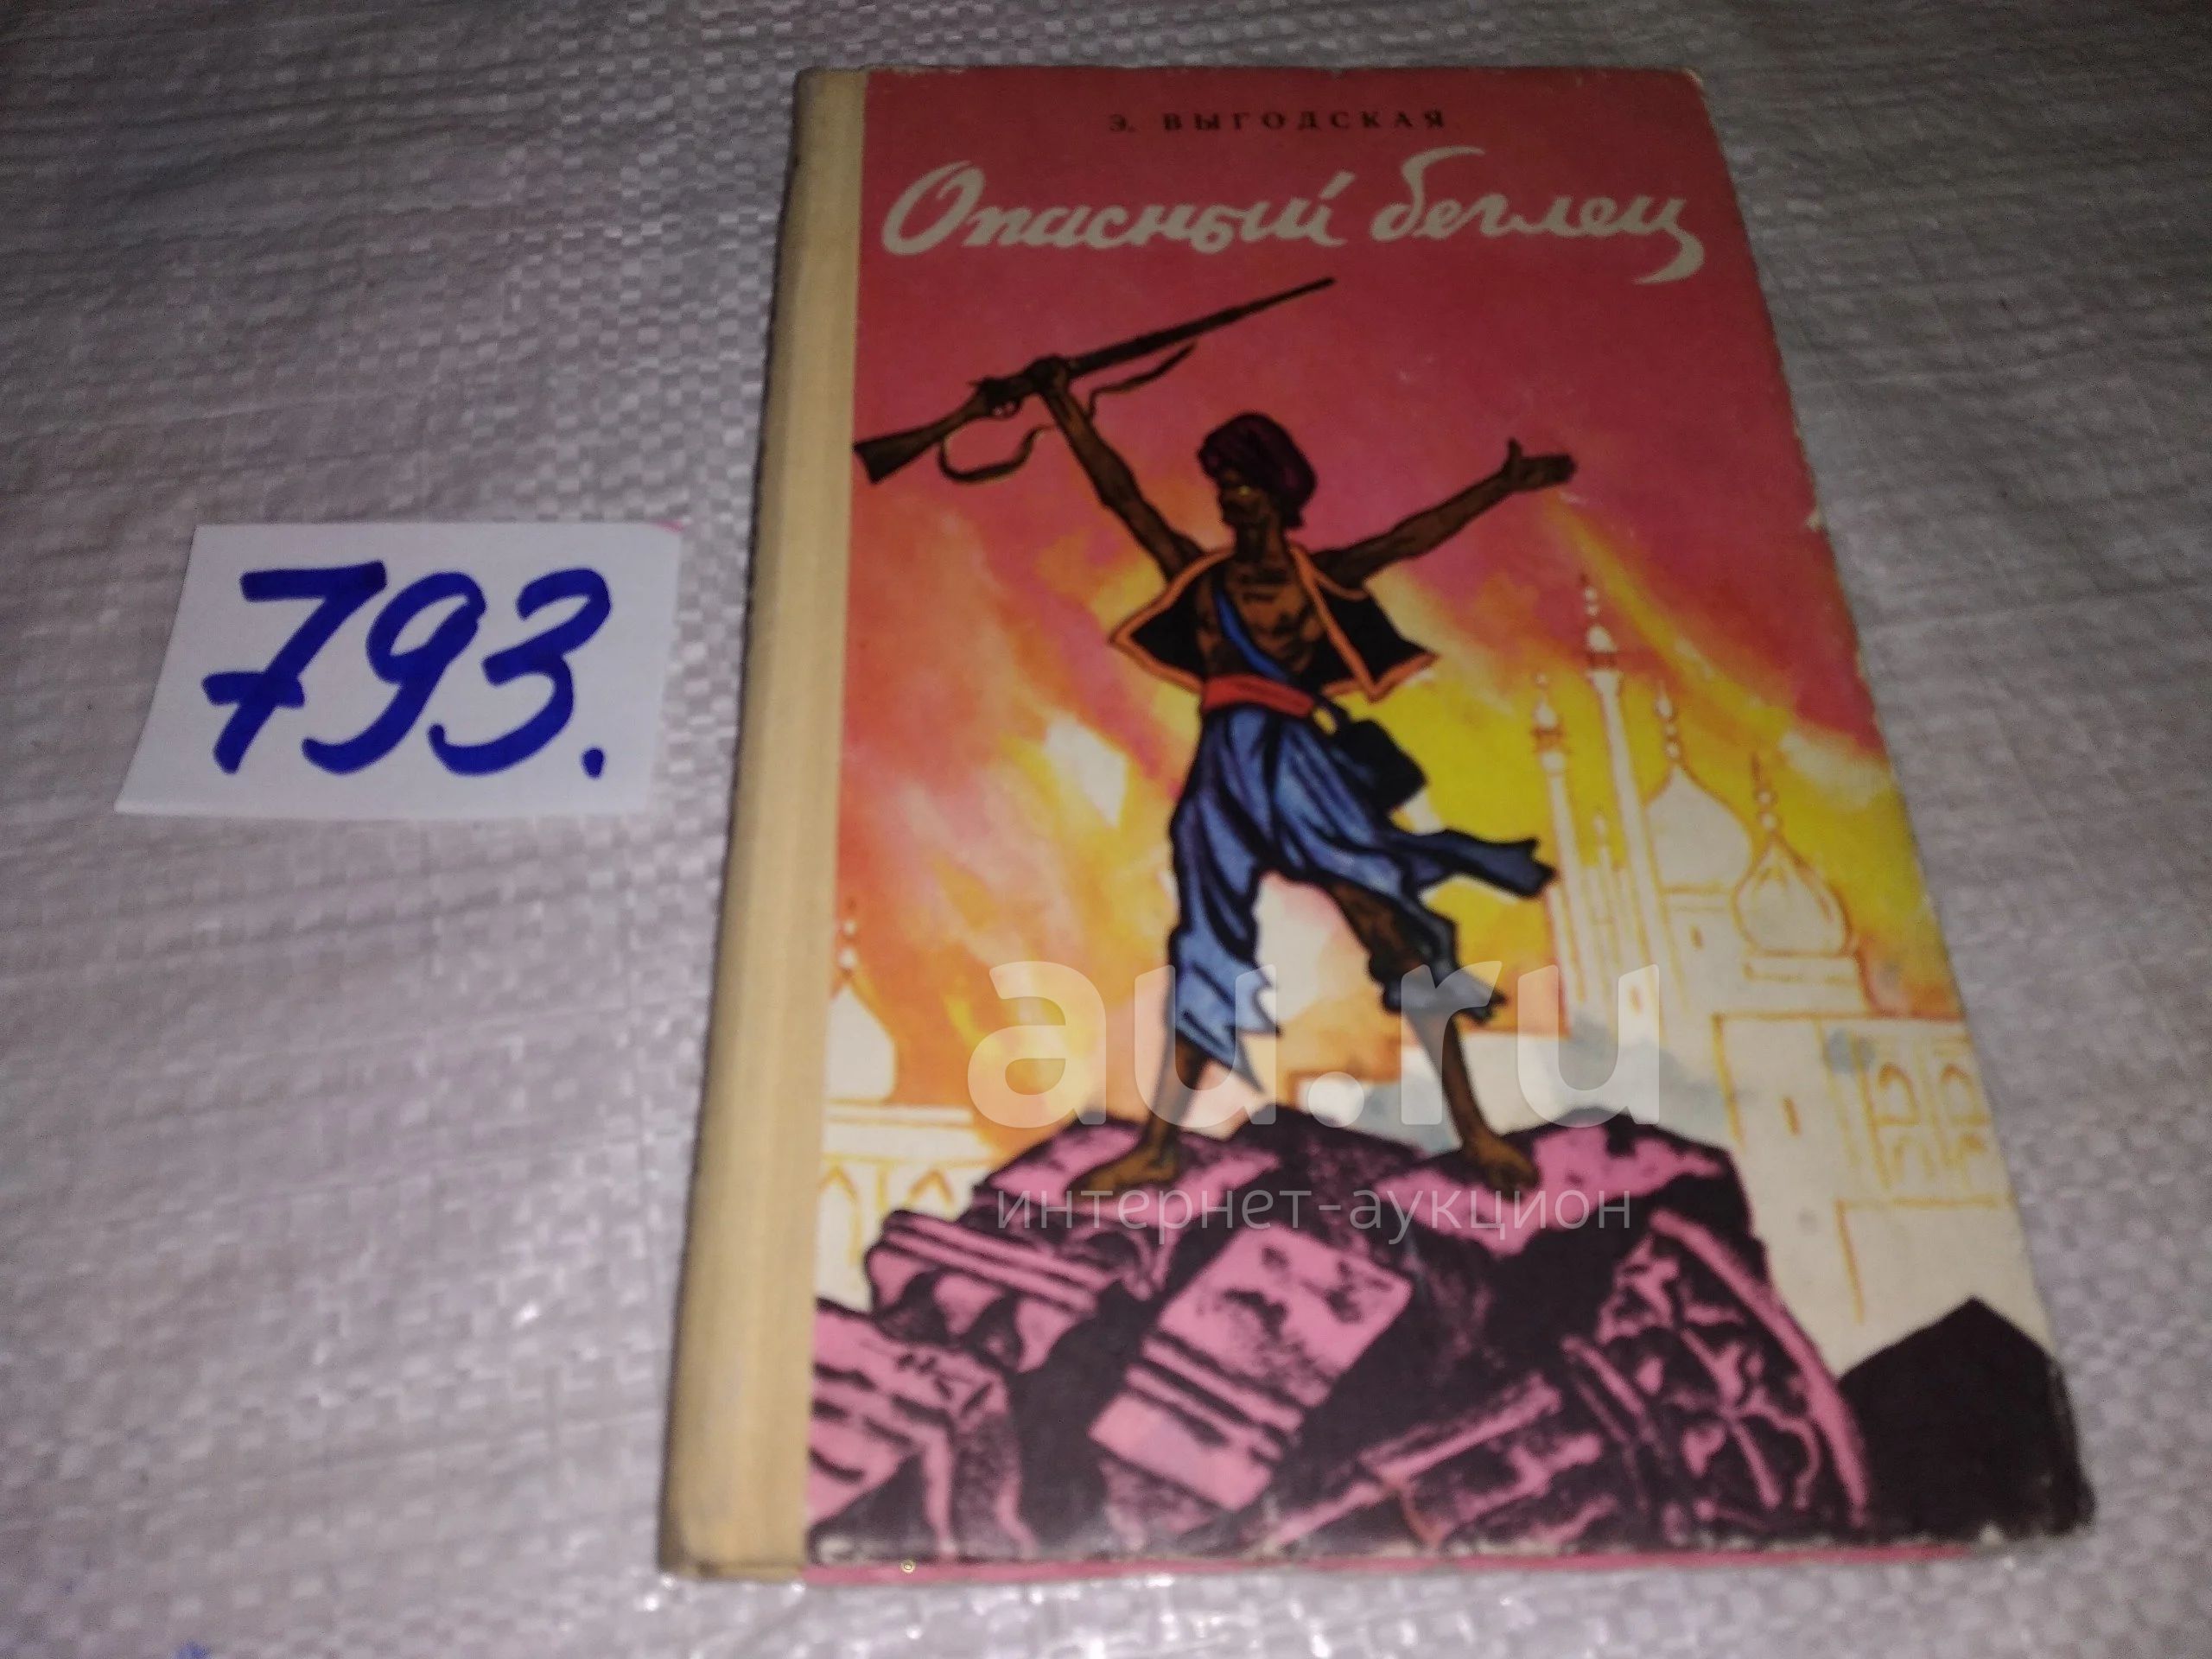 Э. ВЫГОДСКАЯ
Опасный беглец
793.
au.ru
интернет-аукцион